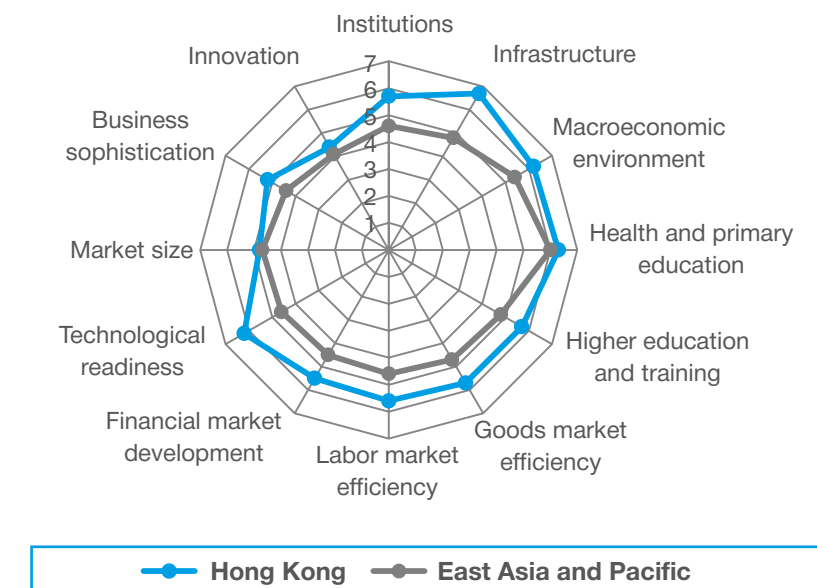 Institutions
Infrastructure
Innovation
7
6
5
4
3
2
1
Macroeconomic
environment
Business
sophistication
Health and primary
education
Market size
Higher education
and training
Technological
readiness
Goods market
efficiency
Financial market
development
Labor market
efficiency
Hong Kong East Asia and Pacific